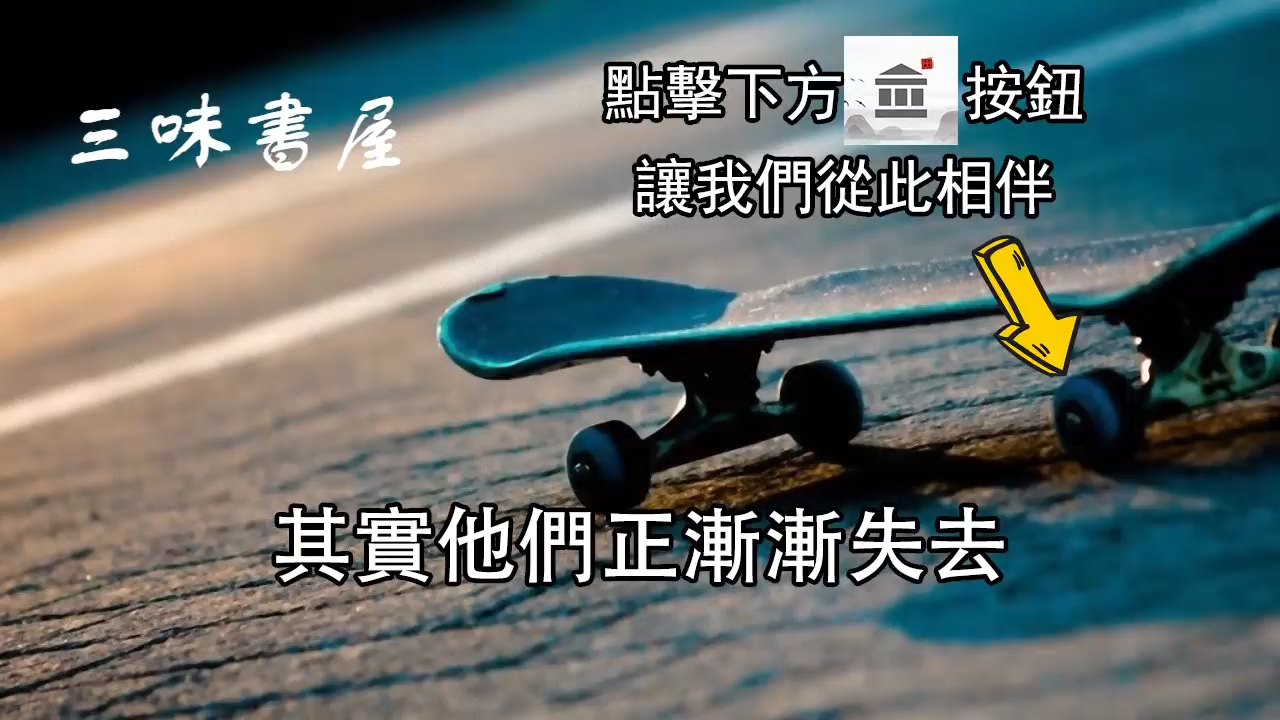 三味書屋
點擊下方 按鈕
讓我們從此相伴
其實他們正漸漸失去